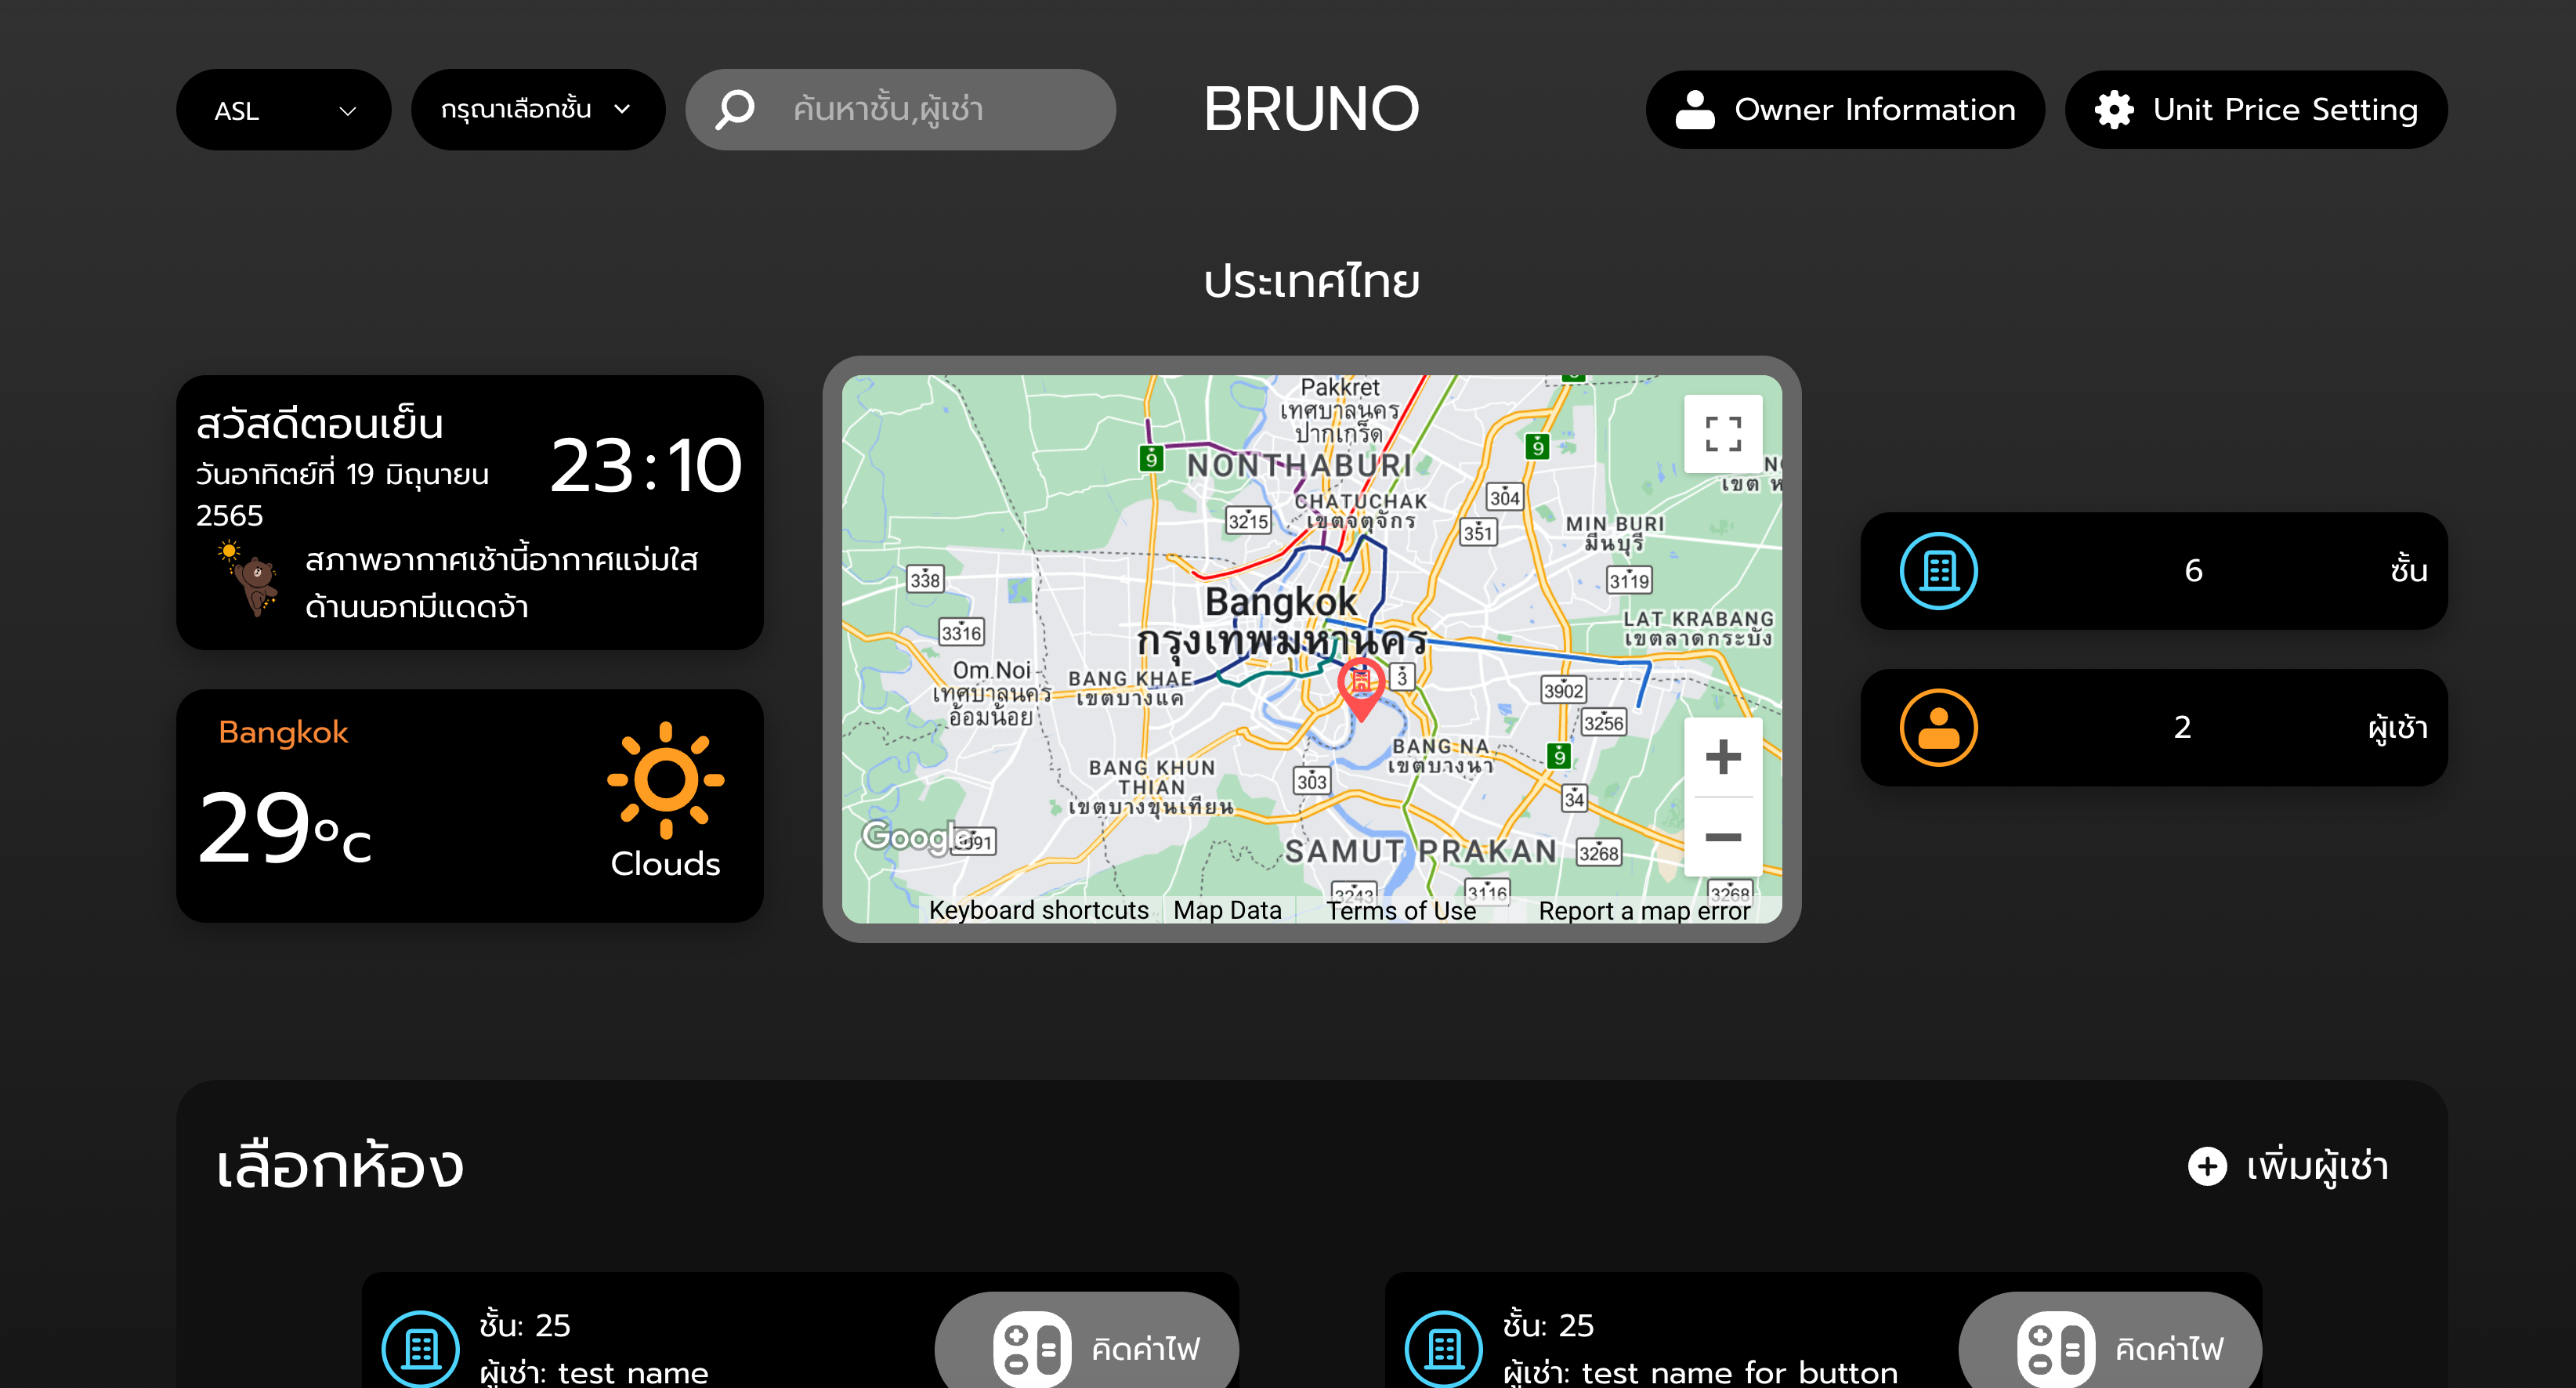 ASL
กรุณาเลือกชั้น
ค้นหาชั้น,ผู้เช่า
BRUNO
Owner Information
Unit Price Setting
ประเทศไทย
สวัสดีตอนเย็น
วันอาทิตย์ที่ 19 มิถุนายน
2565
23:10
สภาพอากาศเช้านี้อากาศแจ่มใส
ด้านนอกมีแดดจ้า
Bangkok
29°c
Clouds
Pakkret
เทศบาลนคร
ปากเกร็ด
9
NONTHABURI
9
304
CHATUCHAK
เขตจตุจักร
3215
351
MIN BURI
มีนบุรี
338
3119
Bangkok
กรุงเทพมหานคร
3316
LAT KRABANG
เขตลาดกระบัง
Om Noi
เทศบาลนคร
อ้อมน้อย
BANG KHAE
เขตบางแค
3
3902
3256
BANG NA
เขตบางนา
9
BANG KHUN
THIAN
เขตบางขุนเทียน
303
34
Google
SAMUT PRAKAN
3268
3243
3116
3268
Keyboard shortcuts
Map Data
Terms of Use
Report a map error
6
ซั้น
2
ผู้เช้า
เลือกห้อง
เพิ่มผู้เช่า
ชั้น: 25
ผู้เช่า: test name
คิดค่าไฟ
ชั้น: 25
ผู้เช่า: test name for button
คิดค่าไฟ